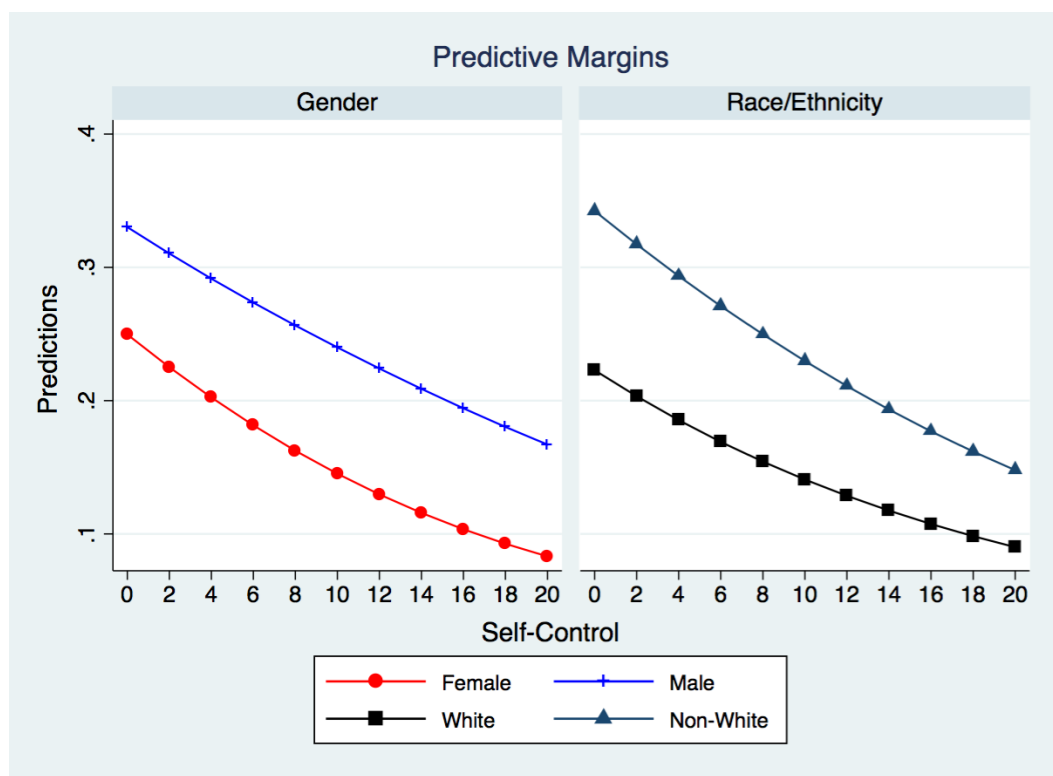 Predictive Margins
Gender
Race/Ethnicity
.4
.3
.2
.1
Predictions
0 2 4 6 8 10 12 14 16 18 20
0 2 4 6 8 10 12 14 16 18 20
Self-Control
Female
Male
White
Non-White